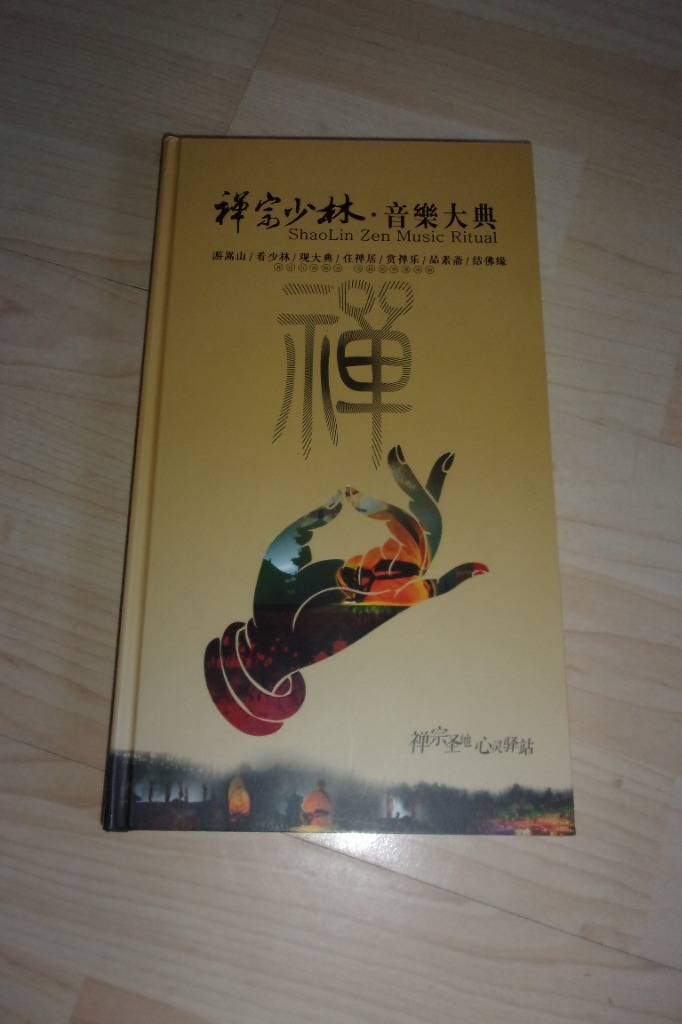 禅宗少林·音樂大典
ShaoLin Zen Music Ritual
游嵩山/看少林/观大典/住禅居/赏禅乐/品素斋/结佛缘
禪
禅宗圣地 心灵驿站